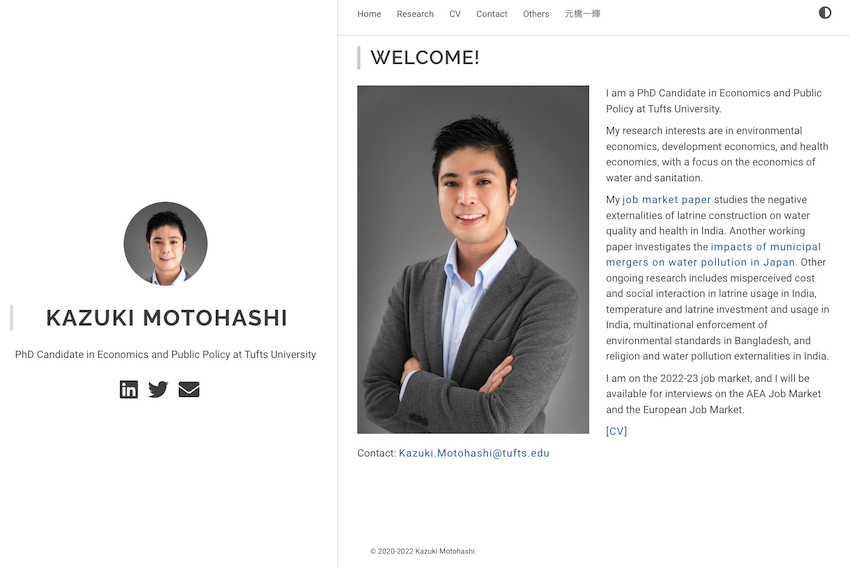 Home Research CV Contact Others 元橋一輝
WELCOME!
I am a PhD Candidate in Economics and Public
Policy at Tufts University.
My research interests are in environmental
economics, development economics, and health
economics, with a focus on the economics of
water and sanitation.
My job market paper studies the negative
externalities of latrine construction on water
quality and health in India. Another working
paper investigates the impacts of municipal
mergers on water pollution in Japan. Other
ongoing research includes misperceived cost
and social interaction in latrine usage in India,
temperature and latrine investment and usage in
India, multinational enforcement of
environmental standards in Bangladesh, and
religion and water pollution externalities in India.
I am on the 2022-23 job market, and I will be
available for interviews on the AEA Job Market
and the European Job Market.
[CV]
Contact: Kazuki.Motohashi@tufts.edu
KAZUKI MOTOHASHI
PhD Candidate in Economics and Public Policy at Tufts University
© 2020-2022 Kazuki Motohashi.